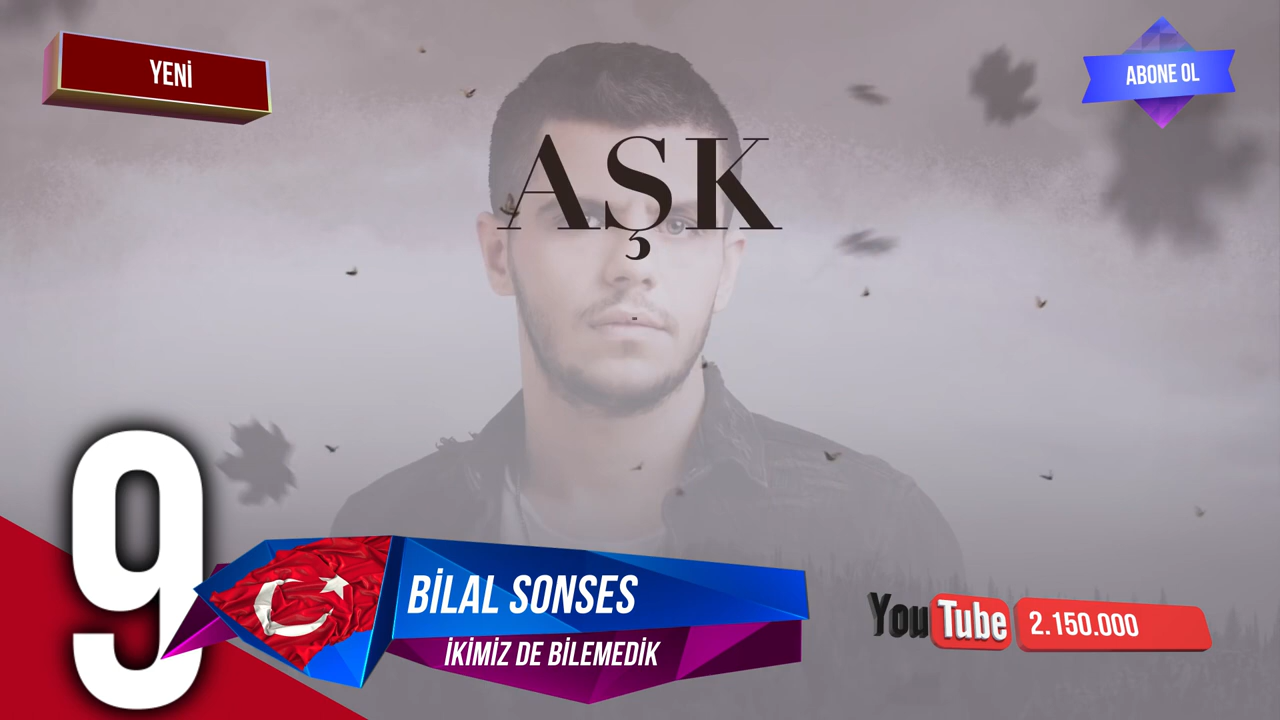 YENİ
ABONE OL
AŞK
9
BİLAL SONSES
İKİMİZ DE BİLEMEDİK
YouTube 2.150.000